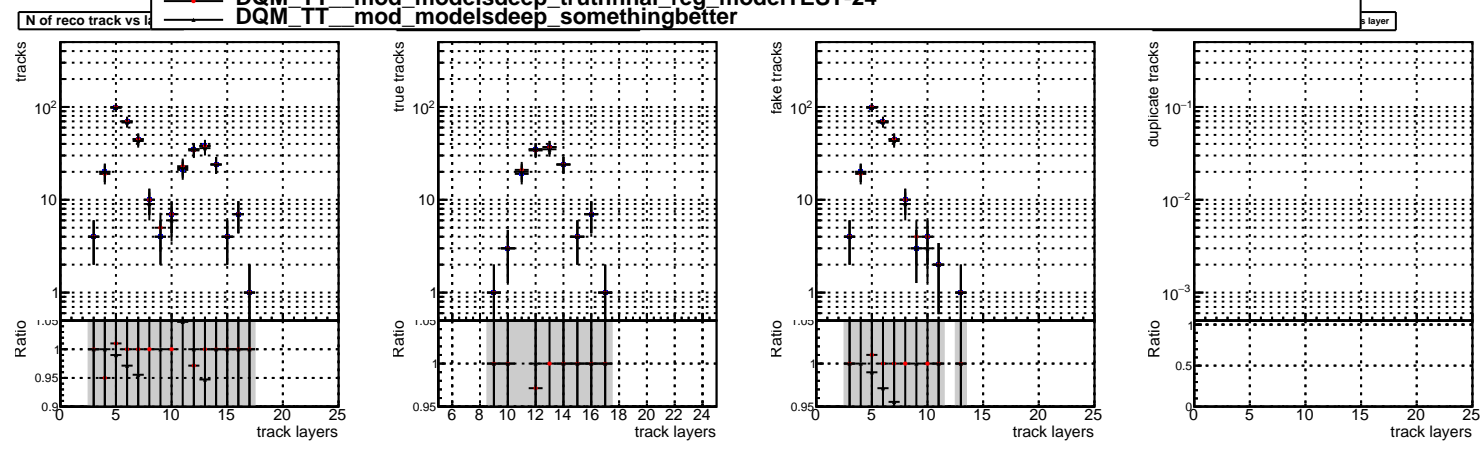 DQM_TT__mod_modelsdeep_somethingbetter
N of reco track vs
s layer
tracks
10²
10
1
Ratio
1.05
1
0.95
0.9
0 5 10 15 20 25
track layers
true tracks
10²
10
1
Ratio
1
0.95
6 8 10 12 14 16 18 20 22 24
track layers
fake tracks
10²
10
1
Ratio
1.05
1
0.95
0 5 10 15 20 25
track layers
duplicate tracks
10⁻¹
10⁻²
10⁻³
Ratio
1
0.5
0
0 5 10 15 20 25
track layers